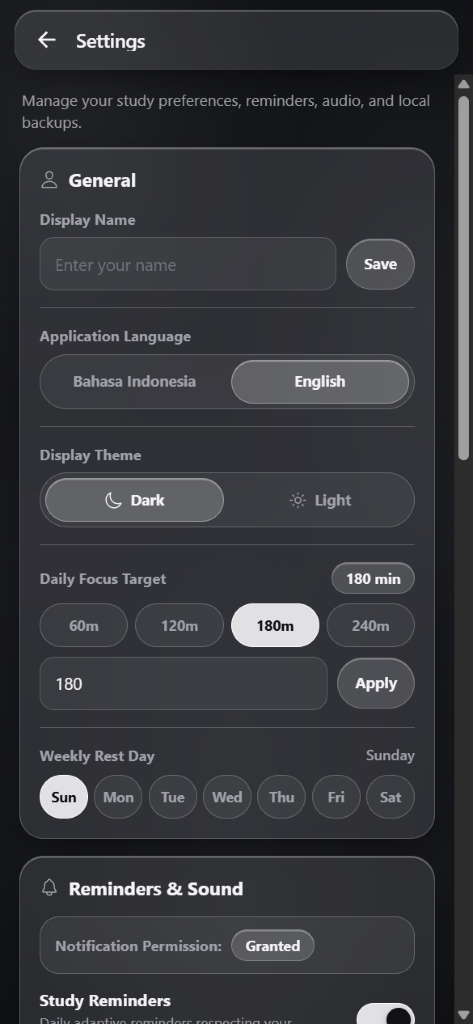 Settings
Manage your study preferences, reminders, audio, and local
backups.
General
Display Name
Enter your name
Save
Application Language
Bahasa Indonesia
English
Display Theme
Dark
Light
Daily Focus Target
180 min
60m
120m
180m
240m
180
Apply
Weekly Rest Day
Sunday
Sun
Mon
Tue
Wed
Thu
Fri
Sat
Reminders & Sound
Notification Permission:
Granted
Study Reminders
Daily adaptive reminders respecting your